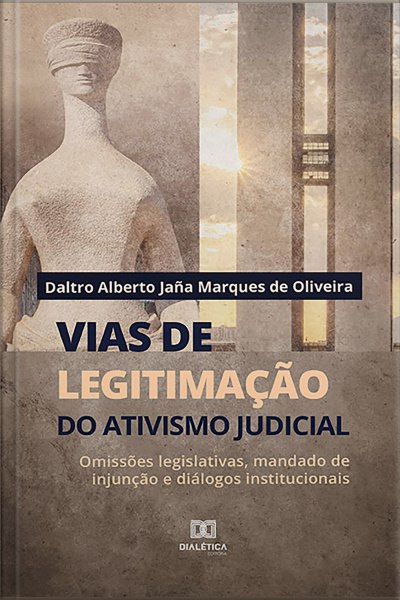 Daltro Alberto Jaña Marques de Oliveira
VIAS DE
LEGITIMAÇÃO
DO ATIVISMO JUDICIAL
Omissões legislativas, mandado de
injunção e diálogos institucionais
DIALÉTICA
EDITORA